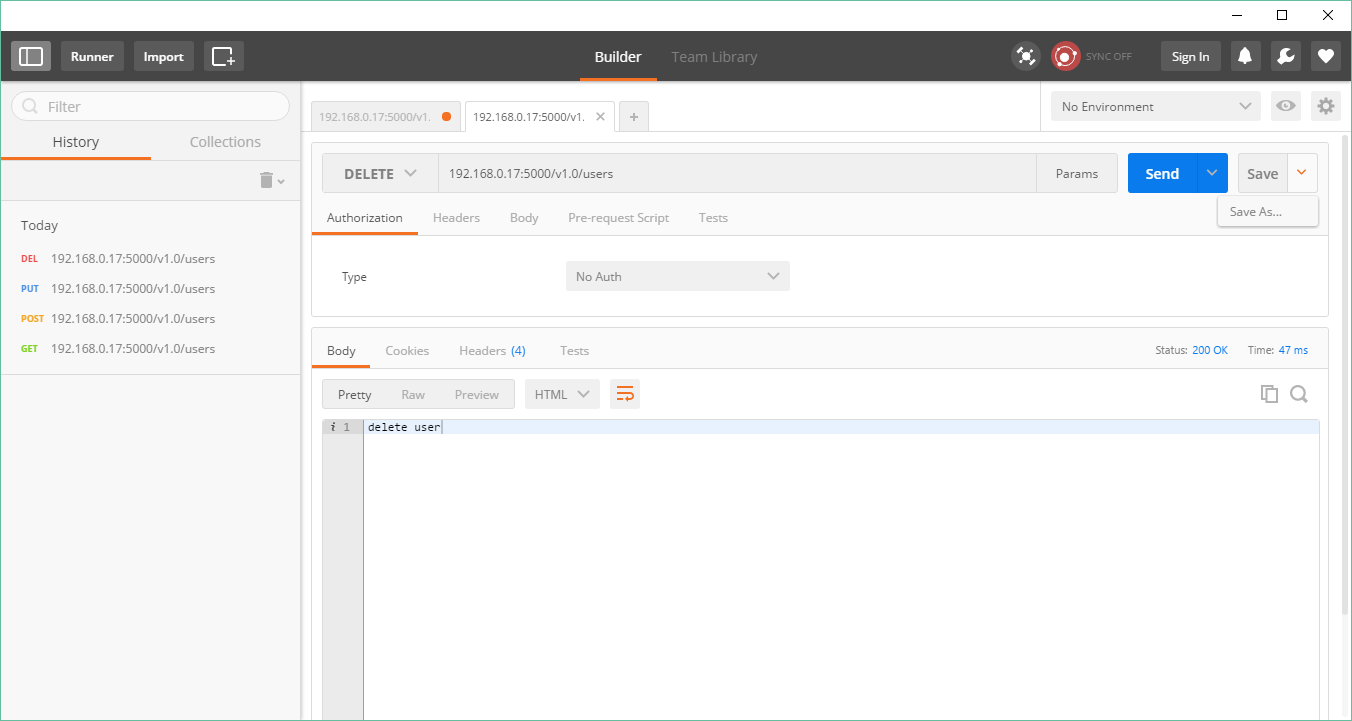 Runner Import Builder Team Library SYNC OFF Sign In
Filter
History Collections
Today
DEL 192.168.0.17:5000/v1.0/users
PUT 192.168.0.17:5000/v1.0/users
POST 192.168.0.17:5000/v1.0/users
GET 192.168.0.17:5000/v1.0/users
192.168.0.17:5000/v1. 192.168.0.17:5000/v1. + No Environment
DELETE 192.168.0.17:5000/v1.0/users Params Send Save
Save As...
Authorization Headers Body Pre-request Script Tests
Type No Auth
Body Cookies Headers (4) Tests Status: 200 OK Time: 47 ms
Pretty Raw Preview HTML
i 1 delete user